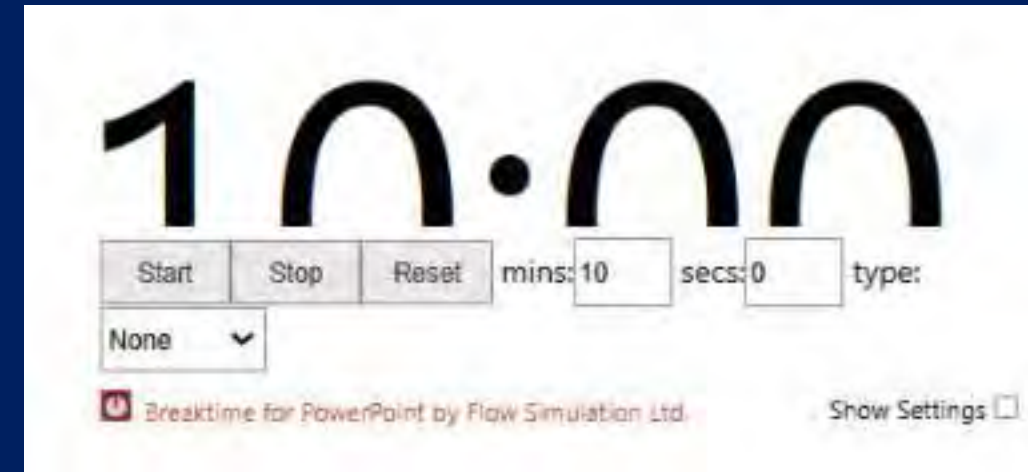 10:00
Start Stop Reset mins: 10 secs: 0 type:
None
Breaktime for PowerPoint by Flow Simulation Ltd.
Show Settings